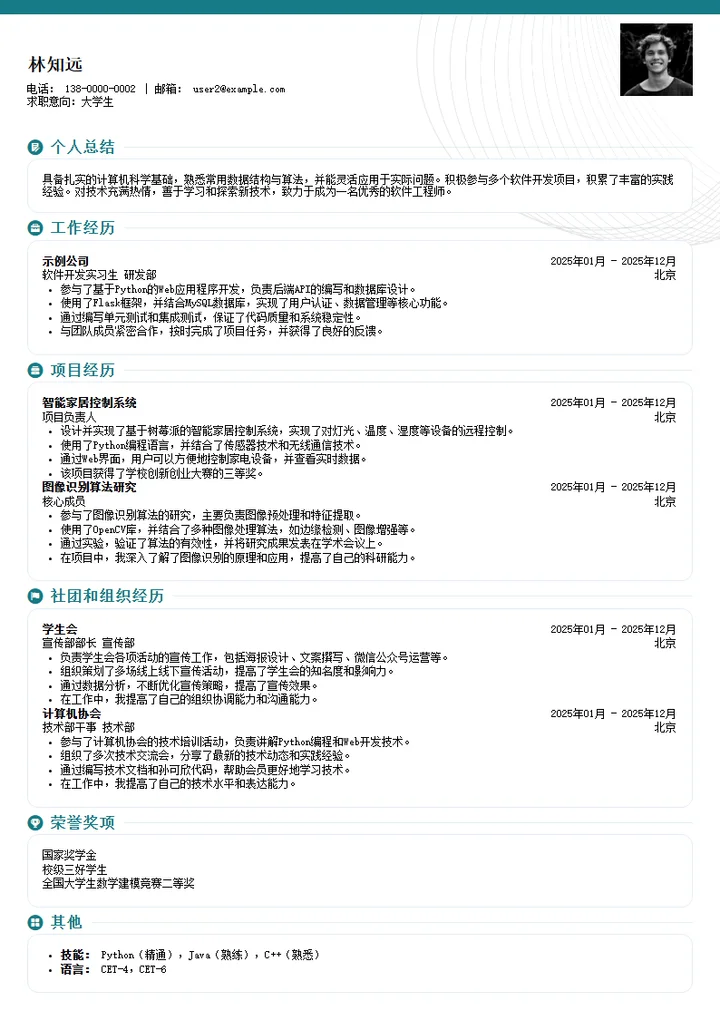 林知远
电话： 138-0000-0002 | 邮箱： user2@example.com
求职意向：大学生
个人总结
具备扎实的计算机科学基础，熟悉常用数据结构与算法，并能灵活应用于实际问题。积极参与多个软件开发项目，积累了丰富的实践
经验。对技术充满热情，善于学习和探索新技术，致力于成为一名优秀的软件工程师。
工作经历
示例公司 2025年01月 - 2025年12月
软件开发实习生 研发部 北京
• 参与了基于Python的Web应用程序开发，负责后端API的编写和数据库设计。
• 使用了Flask框架，并结合MySQL数据库，实现了用户认证、数据管理等核心功能。
• 通过编写单元测试和集成测试，保证了代码质量和系统稳定性。
• 与团队成员紧密合作，按时完成了项目任务，并获得了良好的反馈。
项目经历
智能家居控制系统 2025年01月 - 2025年12月
项目负责人 北京
• 设计并实现了基于树莓派的智能家居控制系统，实现了对灯光、温度、湿度等设备的远程控制。
• 使用了Python编程语言，并结合了传感器技术和无线通信技术。
• 通过Web界面，用户可以方便地控制家电设备，并查看实时数据。
• 该项目获得了学校创新创业大赛的三等奖。
图像识别算法研究 2025年01月 - 2025年12月
核心成员 北京
• 参与了图像识别算法的研究，主要负责图像预处理和特征提取。
• 使用了OpenCV库，并结合了多种图像处理算法，如边缘检测、图像增强等。
• 通过实验，验证了算法的有效性，并将研究成果发表在学术会议上。
• 在项目中，我深入了解了图像识别的原理和应用，提高了自己的科研能力。
社团和组织经历
学生会 2025年01月 - 2025年12月
宣传部部长 宣传部 北京
• 负责学生会各项活动的宣传工作，包括海报设计、文案撰写、微信公众号运营等。
• 组织策划了多场线上线下宣传活动，提高了学生会的知名度和影响力。
• 通过数据分析，不断优化宣传策略，提高了宣传效果。
• 在工作中，我提高了自己的组织协调能力和沟通能力。
计算机协会 2025年01月 - 2025年12月
技术部干事 技术部 北京
• 参与了计算机协会的技术培训活动，负责讲解Python编程和Web开发技术。
• 组织了多次技术交流会，分享了最新的技术动态和实践经验。
• 通过编写技术文档和孙可欣代码，帮助会员更好地学习技术。
• 在工作中，我提高了自己的技术水平和表达能力。
荣誉奖项
国家奖学金
校级三好学生
全国大学生数学建模竞赛二等奖
其他
• 技能： Python（精通），Java（熟练），C++（熟悉）
• 语言： CET-4，CET-6